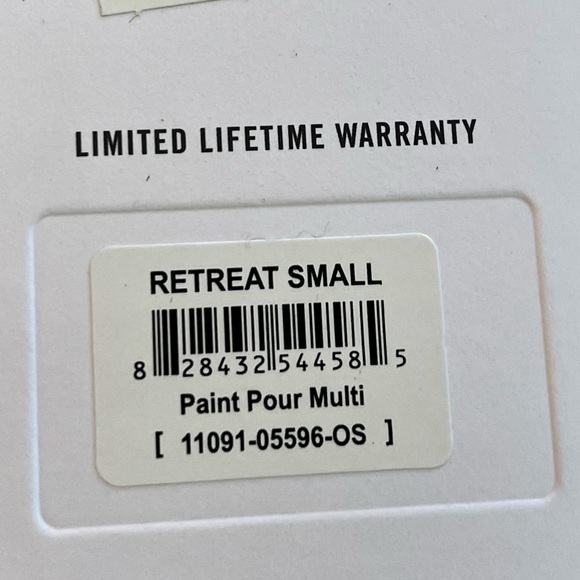 LIMITED LIFETIME WARRANTY
RETREAT SMALL
8 28432 54458 5
Paint Pour Multi
[ 11091-05596-OS ]